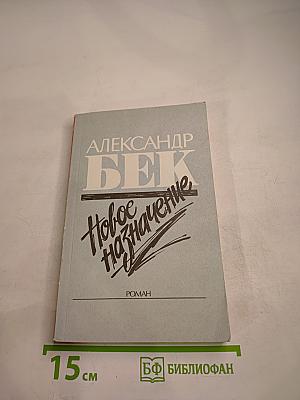 АЛЕКСАНДР
БЕК
Новое
назначение
РОМАН
15 см
БФ БИБЛИОФАН